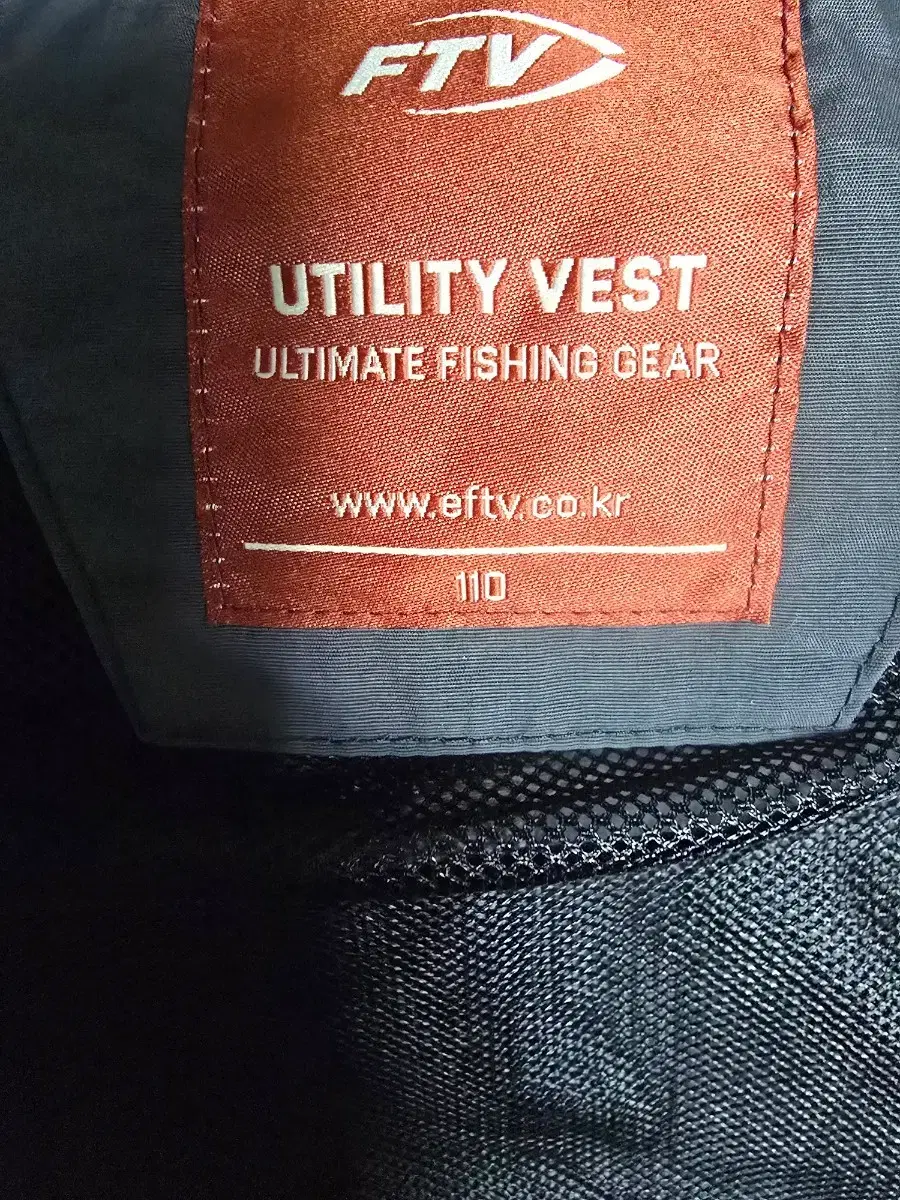 FTV
UTILITY VEST
ULTIMATE FISHING GEAR
www.eftv.co.kr
110